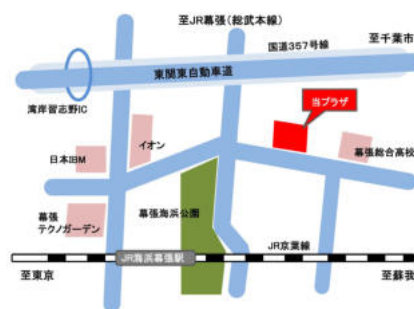 至JR幕張(総武本線)
国道357号線
至千葉市
東関東自動車道
湾岸習志野IC
当プラザ
イオン
日本IBM
幕張総合高校
幕張
テクノガーデン
幕張海浜公園
JR京葉線
JR海浜幕張駅
至東京
至蘇我